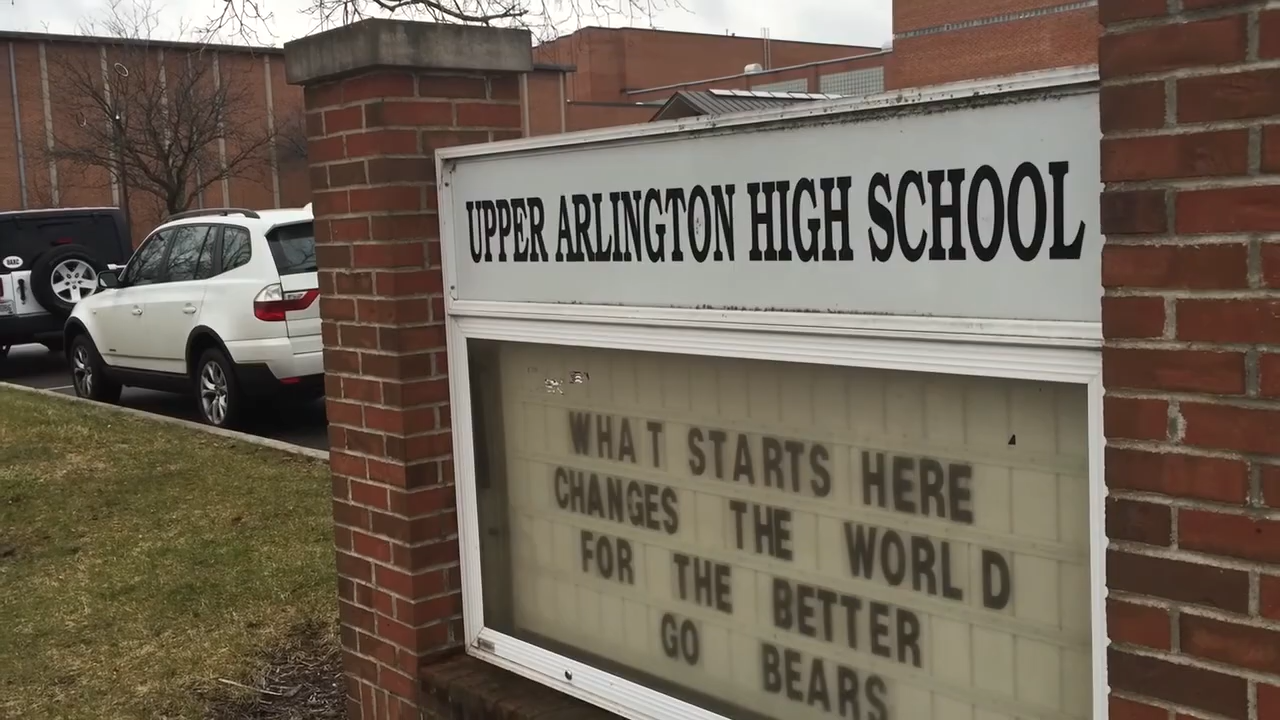 UPPER ARLINGTON HIGH SCHOOL
WHAT STARTS HERE
CHANGES THE WORLD
FOR THE BETTER
GO BEARS